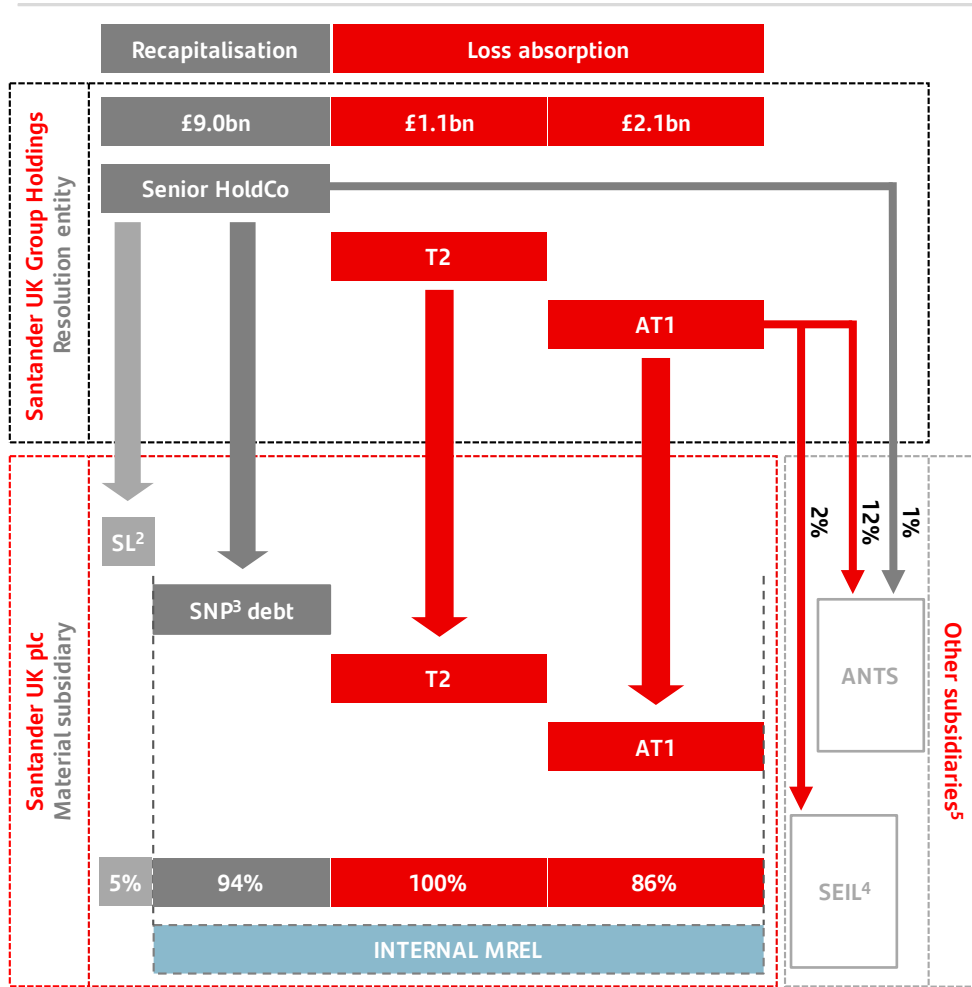 Recapitalisation
Loss absorption
Santander UK Group Holdings
Resolution entity
£9.0bn
£1.1bn
£2.1bn
Senior HoldCo
T2
AT1
Santander UK plc
Material subsidiary
2%
12%
1%
SL²
SNP³ debt
T2
AT1
ANTS
SEIL⁴
Other subsidiaries⁵
5%
94%
100%
86%
INTERNAL MREL